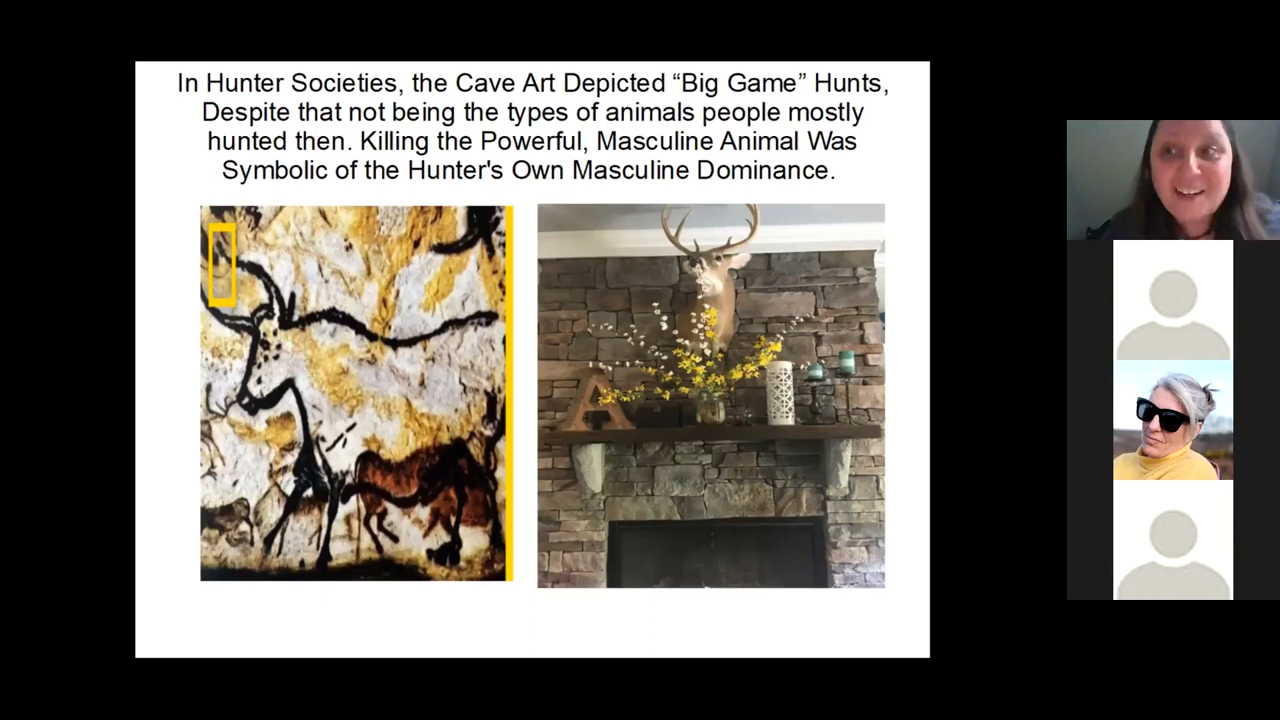 In Hunter Societies, the Cave Art Depicted “Big Game” Hunts,
Despite that not being the types of animals people mostly
hunted then. Killing the Powerful, Masculine Animal Was
Symbolic of the Hunter's Own Masculine Dominance.
A